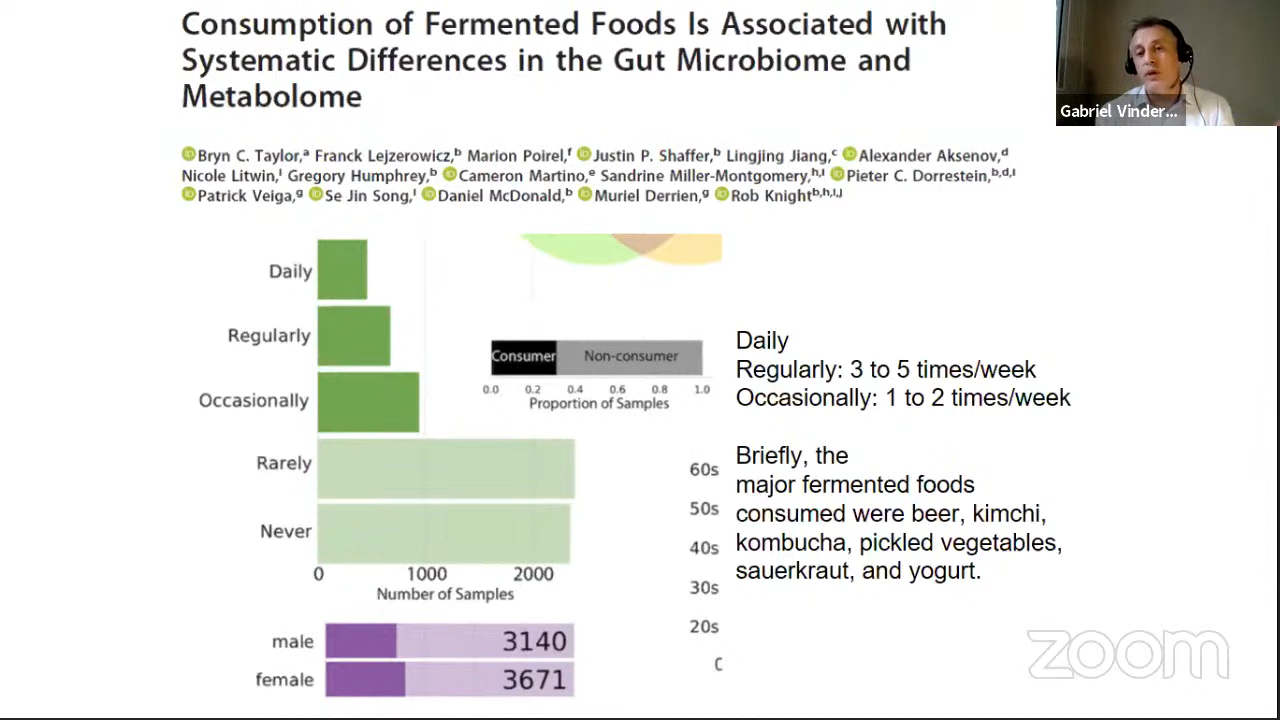 Consumption of Fermented Foods Is Associated with
Systematic Differences in the Gut Microbiome and
Metabolome
Gabriel Vinder...
Bryn C. Taylor,ᵃ Franck Lejzerowicz,ᵇ Marion Poirel,ᶠ Justin P. Shaffer,ᵇ Lingjing Jiang,ᶜ Alexander Aksenov,ᵈ
Nicole Litwin,ˡ Gregory Humphrey,ᵇ Cameron Martino,ᵉ Sandrine Miller-Montgomery,ʰ,ⁱ Pieter C. Dorrestein,ᵇ,ᵈ,ˡ
Patrick Veiga,ᵍ Se Jin Song,ˡ Daniel McDonald,ᵇ Muriel Derrien,ᵍ Rob Knightᵇ,ʰ,ⁱ,ʲ
Daily
Regularly
Occasionally
Rarely
Never
0 1000 2000
Number of Samples
Consumer Non-consumer
0.0 0.2 0.4 0.6 0.8 1.0
Proportion of Samples
male 3140
female 3671
60s
50s
40s
30s
20s
Daily
Regularly: 3 to 5 times/week
Occasionally: 1 to 2 times/week
Briefly, the
major fermented foods
consumed were beer, kimchi,
kombucha, pickled vegetables,
sauerkraut, and yogurt.
zoom